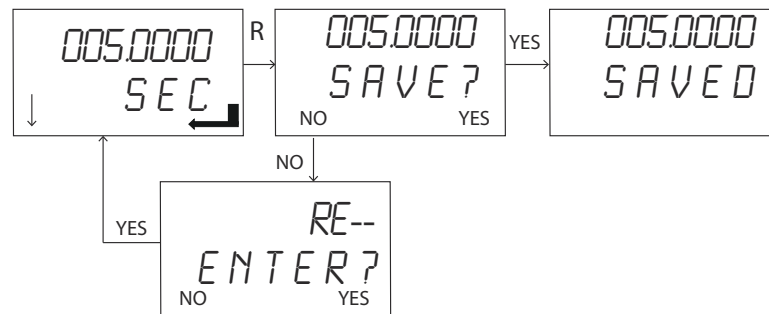 005.0000
SEC
R
005.0000
SAVE?
NO YES
YES
005.0000
SAVED
NO
YES
RE--
ENTER?
NO YES